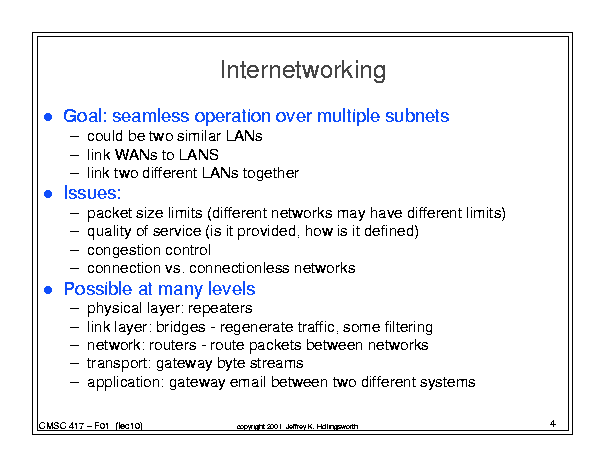 Internetworking
● Goal: seamless operation over multiple subnets
– could be two similar LANs
– link WANs to LANS
– link two different LANs together
● Issues:
– packet size limits (different networks may have different limits)
– quality of service (is it provided, how is it defined)
– congestion control
– connection vs. connectionless networks
● Possible at many levels
– physical layer: repeaters
– link layer: bridges - regenerate traffic, some filtering
– network: routers - route packets between networks
– transport: gateway byte streams
– application: gateway email between two different systems
CMSC 417 – F01 (lec10)
copyright 2001 Jeffrey K. Hollingsworth
4